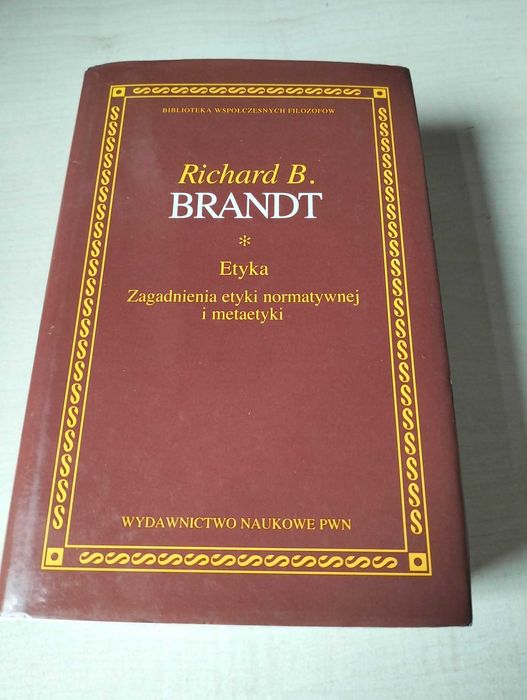 BIBLIOTEKA WSPÓŁCZESNYCH FILOZOFÓW
Richard B.
BRANDT
*
Etyka
Zagadnienia etyki normatywnej
i metaetyki
WYDAWNICTWO NAUKOWE PWN